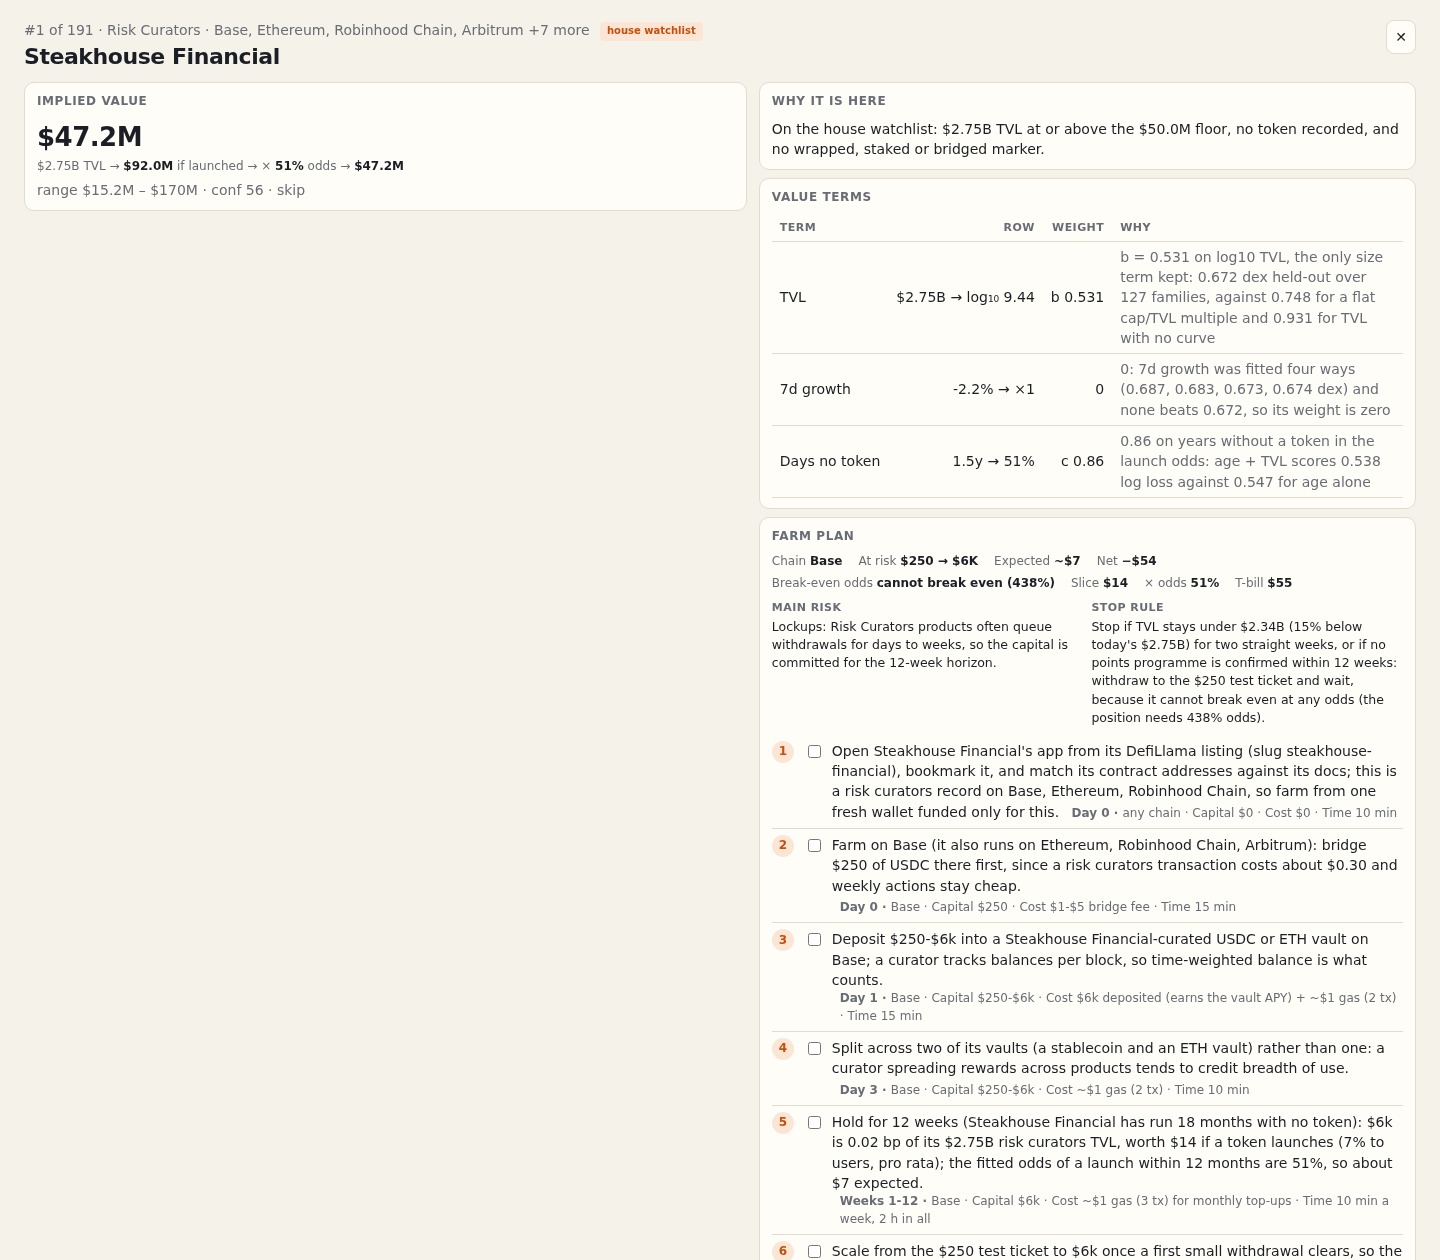 #1 of 191 · Risk Curators · Base, Ethereum, Robinhood Chain, Arbitrum +7 more house watchlist
Steakhouse Financial
✕
IMPLIED VALUE
$47.2M
$2.75B TVL → $92.0M if launched → × 51% odds → $47.2M
range $15.2M – $170M · conf 56 · skip
WHY IT IS HERE
On the house watchlist: $2.75B TVL at or above the $50.0M floor, no token recorded, and
no wrapped, staked or bridged marker.
VALUE TERMS
TERM ROW WEIGHT WHY
TVL $2.75B → log₁₀ 9.44 b 0.531
b = 0.531 on log10 TVL, the only size
term kept: 0.672 dex held-out over
127 families, against 0.748 for a flat
cap/TVL multiple and 0.931 for TVL
with no curve
7d growth -2.2% → ×1 0
0: 7d growth was fitted four ways
(0.687, 0.683, 0.673, 0.674 dex) and
none beats 0.672, so its weight is zero
Days no token 1.5y → 51% c 0.86
0.86 on years without a token in the
launch odds: age + TVL scores 0.538
log loss against 0.547 for age alone
FARM PLAN
Chain Base At risk $250 → $6K Expected ~$7 Net −$54
Break-even odds cannot break even (438%) Slice $14 × odds 51% T-bill $55
MAIN RISK
Lockups: Risk Curators products often queue
withdrawals for days to weeks, so the capital is
committed for the 12-week horizon.
STOP RULE
Stop if TVL stays under $2.34B (15% below
today's $2.75B) for two straight weeks, or if no
points programme is confirmed within 12 weeks:
withdraw to the $250 test ticket and wait,
because it cannot break even at any odds (the
position needs 438% odds).
1 Open Steakhouse Financial's app from its DefiLlama listing (slug steakhouse-
financial), bookmark it, and match its contract addresses against its docs; this is
a risk curators record on Base, Ethereum, Robinhood Chain, so farm from one
fresh wallet funded only for this. Day 0 · any chain · Capital $0 · Cost $0 · Time 10 min
2 Farm on Base (it also runs on Ethereum, Robinhood Chain, Arbitrum): bridge
$250 of USDC there first, since a risk curators transaction costs about $0.30 and
weekly actions stay cheap.
Day 0 · Base · Capital $250 · Cost $1-$5 bridge fee · Time 15 min
3 Deposit $250-$6k into a Steakhouse Financial-curated USDC or ETH vault on
Base; a curator tracks balances per block, so time-weighted balance is what
counts.
Day 1 · Base · Capital $250-$6k · Cost $6k deposited (earns the vault APY) + ~$1 gas (2 tx)
· Time 15 min
4 Split across two of its vaults (a stablecoin and an ETH vault) rather than one: a
curator spreading rewards across products tends to credit breadth of use.
Day 3 · Base · Capital $250-$6k · Cost ~$1 gas (2 tx) · Time 10 min
5 Hold for 12 weeks (Steakhouse Financial has run 18 months with no token): $6k
is 0.02 bp of its $2.75B risk curators TVL, worth $14 if a token launches (7% to
users, pro rata); the fitted odds of a launch within 12 months are 51%, so about
$7 expected.
Weeks 1-12 · Base · Capital $6k · Cost ~$1 gas (3 tx) for monthly top-ups · Time 10 min a
week, 2 h in all
6 Scale from the $250 test ticket to $6k once a first small withdrawal clears, so the